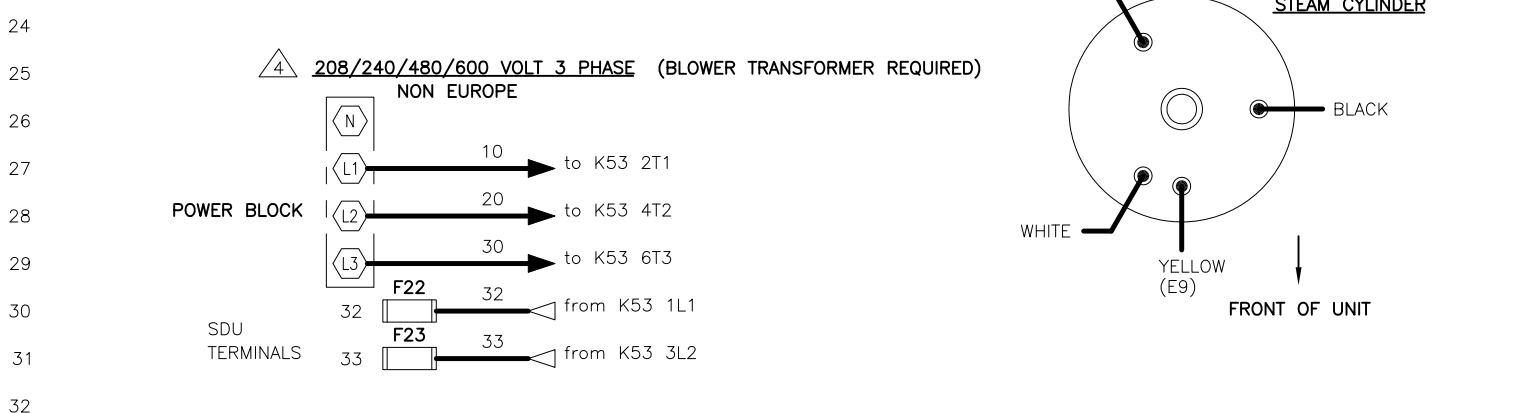 24
STEAM CYLINDER
4 208/240/480/600 VOLT 3 PHASE (BLOWER TRANSFORMER REQUIRED)
25
NON EUROPE
26
N
BLACK
27
L1 10 to K53 2T1
28
POWER BLOCK L2 20 to K53 4T2
WHITE
29
L3 30 to K53 6T3
YELLOW
(E9)
FRONT OF UNIT
30
F22
32 32 from K53 1L1
SDU
TERMINALS
31
F23
33 33 from K53 3L2
32